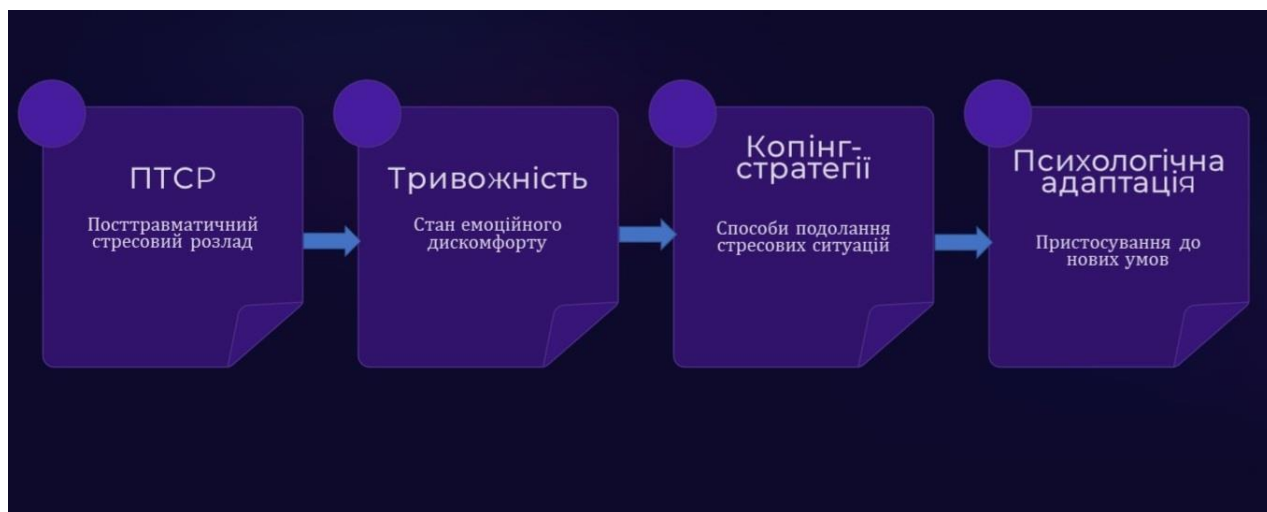 ПТСР
Посттравматичний
стресовий розлад
Тривожність
Стан емоційного
дискомфорту
Копінг-
стратегії
Способи подолання
стресових ситуацій
Психологічна
адаптація
Пристосування до
нових умов